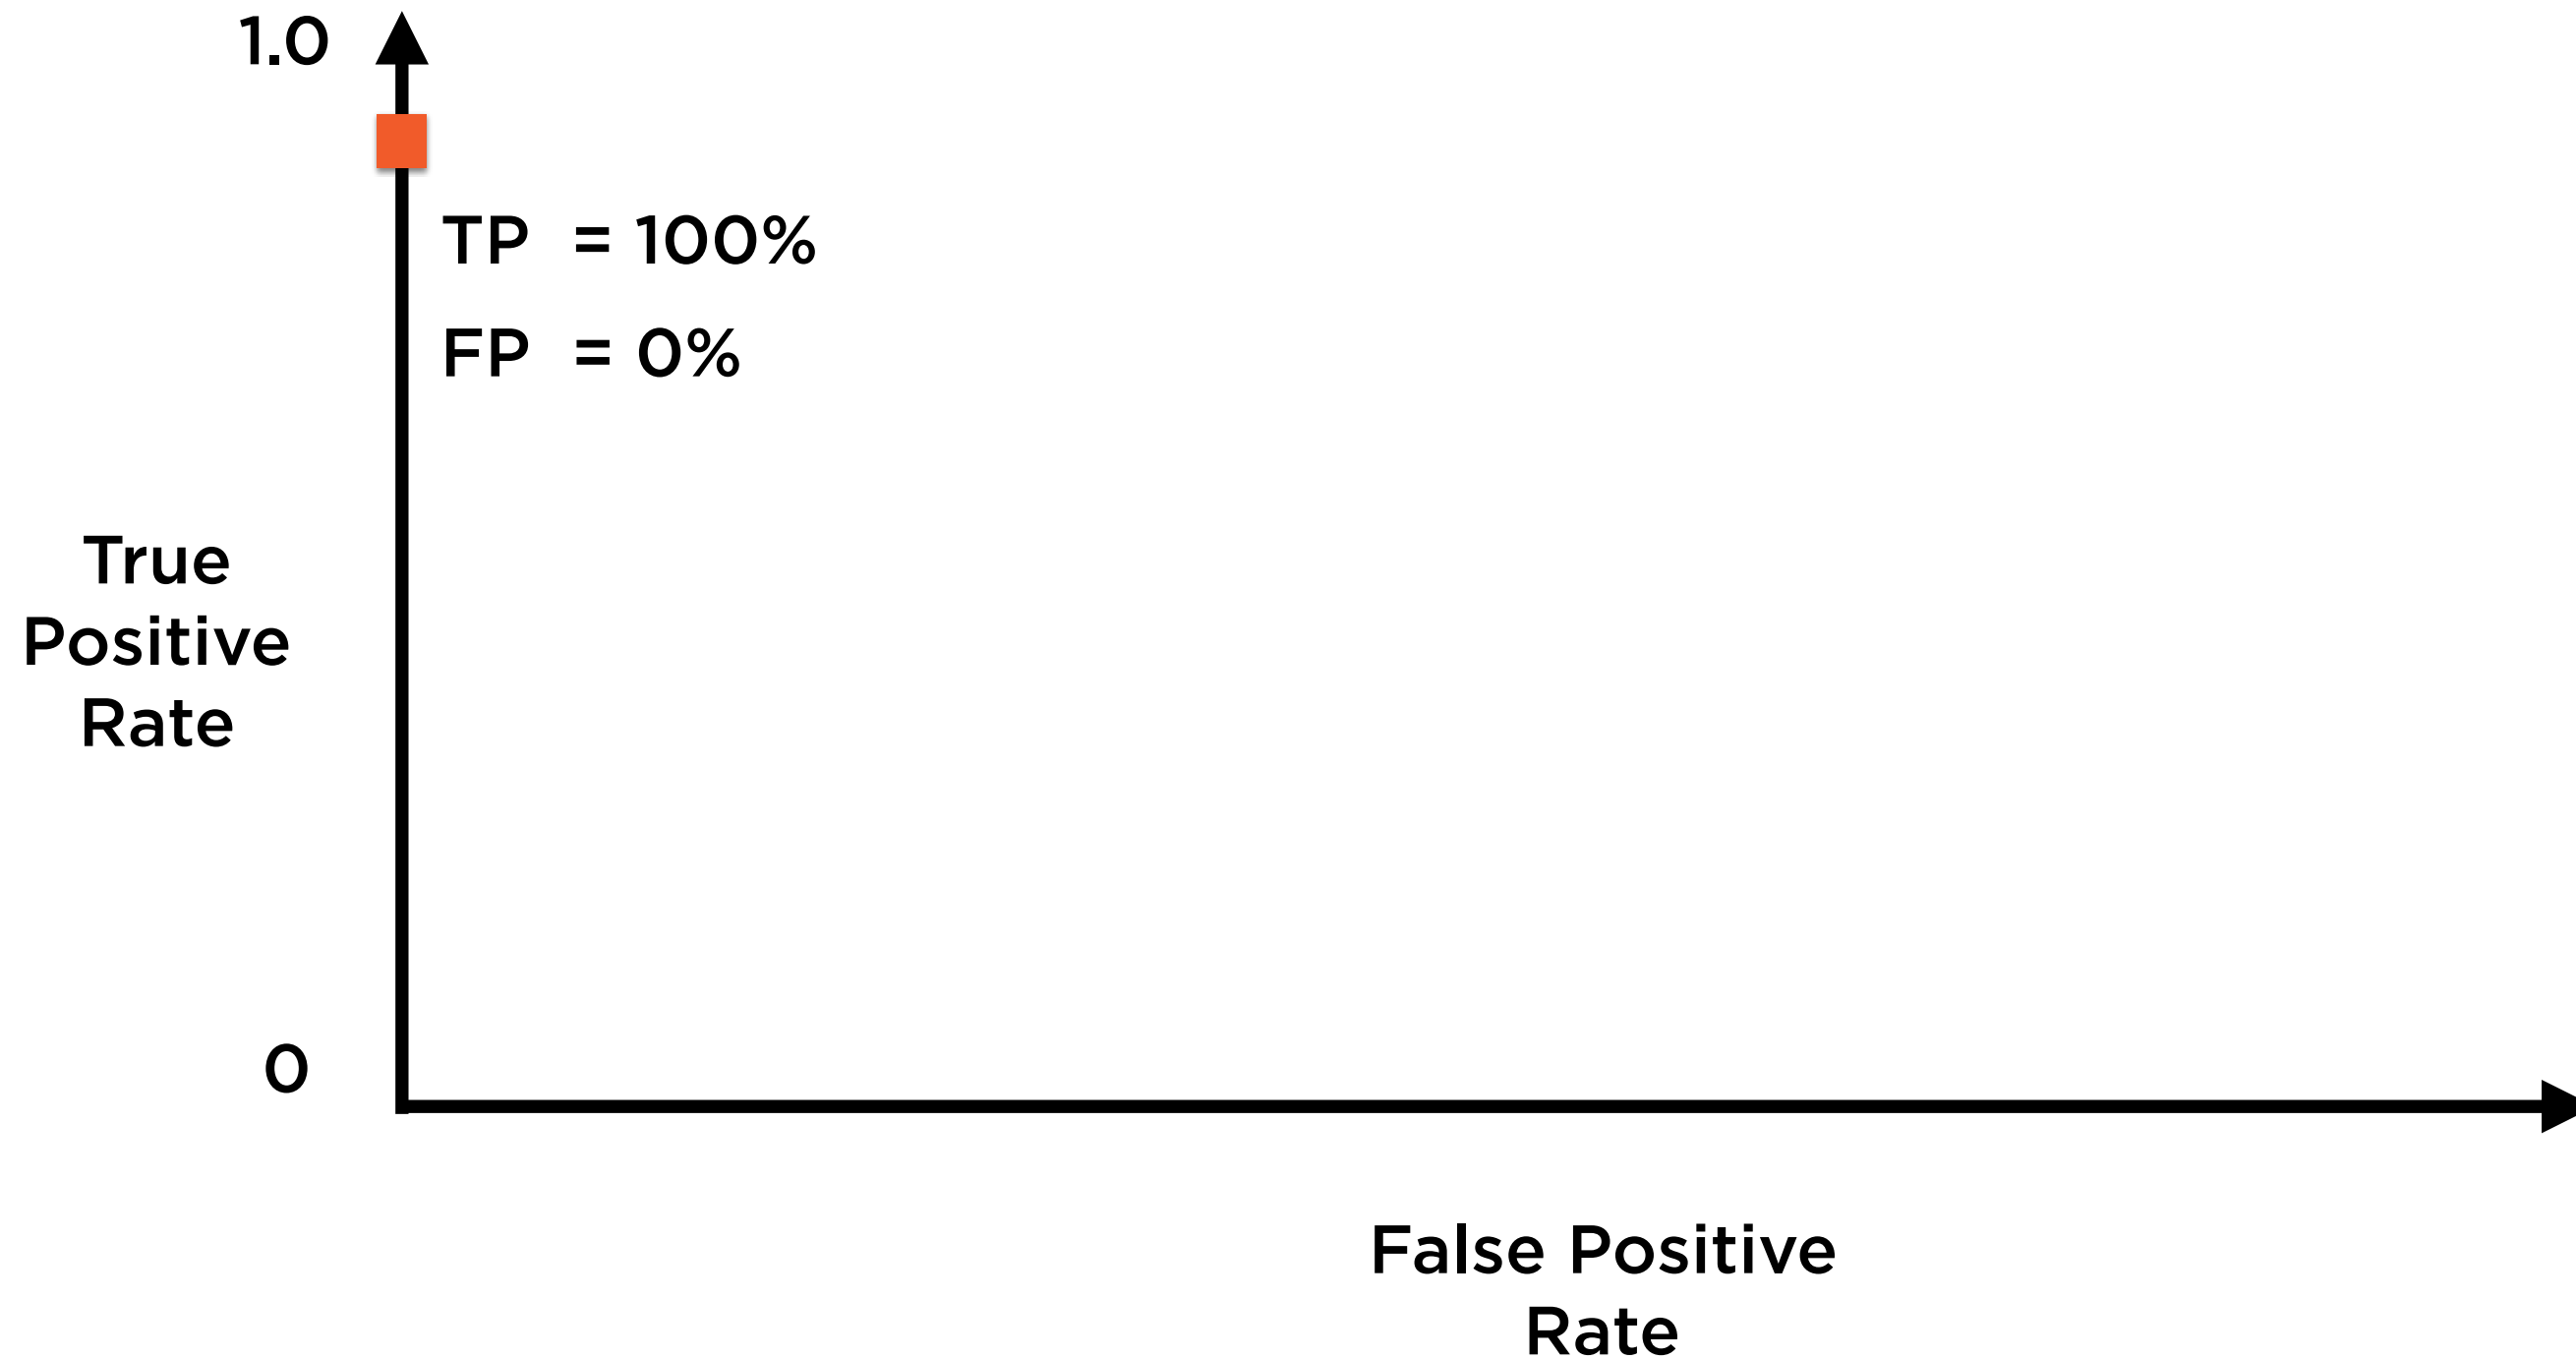 1.0
TP = 100%
FP = 0%
True
Positive
Rate
0
False Positive
Rate